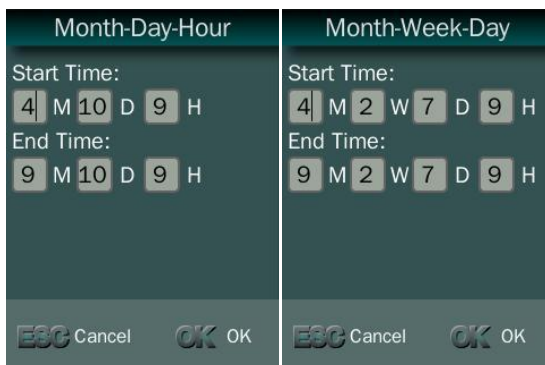 Month-Day-Hour
Start Time:
4 M 10 D 9 H
End Time:
9 M 10 D 9 H
ESC Cancel OK OK
Month-Week-Day
Start Time:
4 M 2 W 7 D 9 H
End Time:
9 M 2 W 7 D 9 H
ESC Cancel OK OK